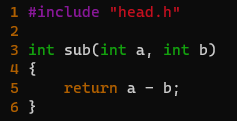 1 #include "head.h"
2
3 int sub(int a, int b)
4 {
5     return a - b;
6 }